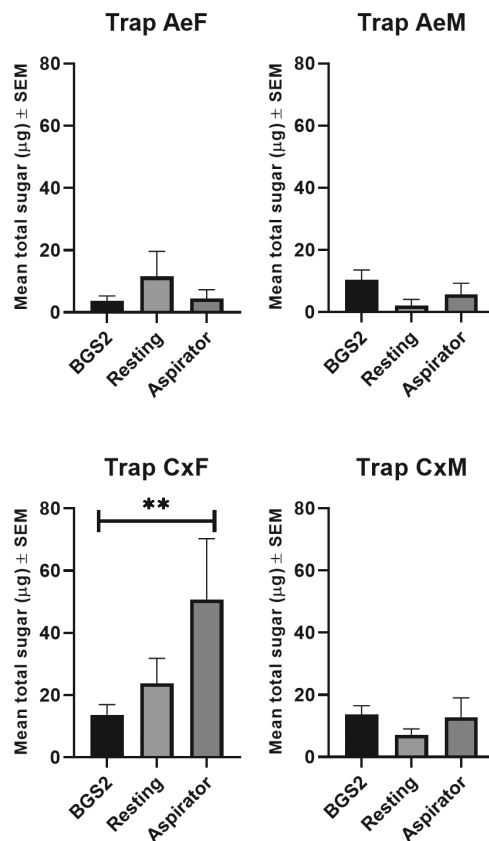 Trap AeF
Mean total sugar (μg) ± SEM
80
60
40
20
0
BGS2
Resting
Aspirator
Trap AeM
Mean total sugar (μg) ± SEM
80
60
40
20
0
BGS2
Resting
Aspirator
Trap CxF
Mean total sugar (μg) ± SEM
80
60
40
20
0
**
BGS2
Resting
Aspirator
Trap CxM
Mean total sugar (μg) ± SEM
80
60
40
20
0
BGS2
Resting
Aspirator